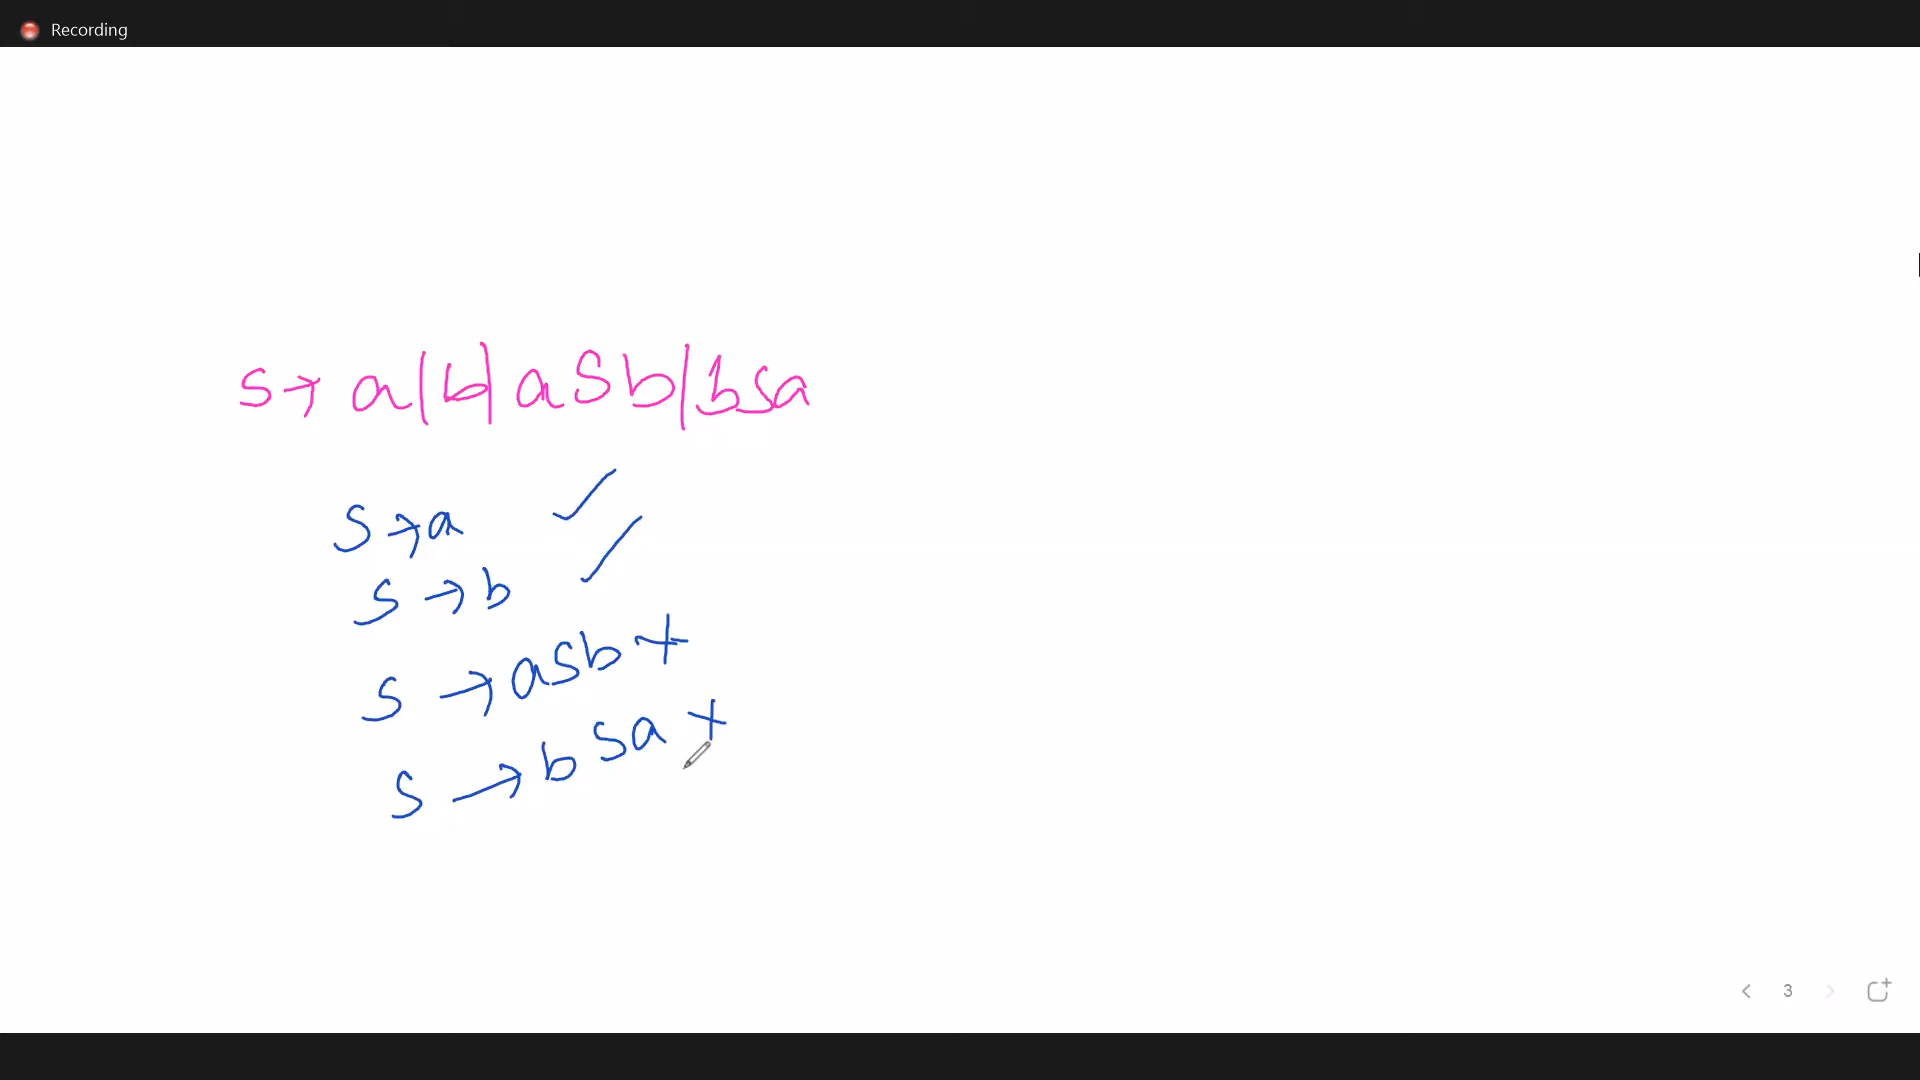 Recording
S → a|b|aSb|bSa
S → a ✓
S → b ✓
S → aSb +
S → bSa +
3